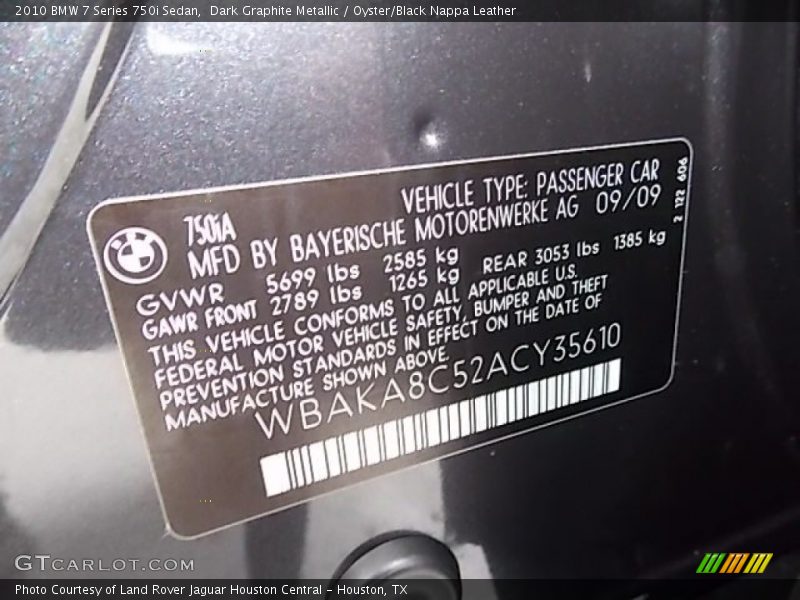 2010 BMW 7 Series 750i Sedan,  Dark Graphite Metallic / Oyster/Black Nappa Leather
BMW
750iA
VEHICLE TYPE: PASSENGER CAR
MFD BY BAYERISCHE MOTORENWERKE AG 09/09
GVWR 5699 lbs 2585 kg
GAWR FRONT 2789 lbs 1265 kg REAR 3053 lbs 1385 kg
THIS VEHICLE CONFORMS TO ALL APPLICABLE U.S.
FEDERAL MOTOR VEHICLE SAFETY, BUMPER AND THEFT
PREVENTION STANDARDS IN EFFECT ON THE DATE OF
MANUFACTURE SHOWN ABOVE.
WBAKA8C52ACY35610
2 122 606
GTCARLOT.COM
Photo Courtesy of Land Rover Jaguar Houston Central – Houston, TX